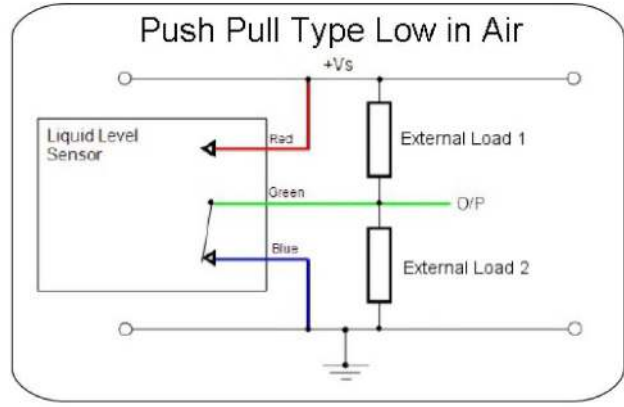 Push Pull Type Low in Air
+Vs
Liquid Level
Sensor
Red
External Load 1
Green
O/P
Blue
External Load 2